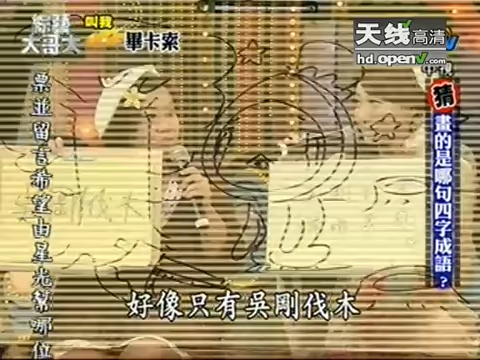 綜藝大哥大
叫我
畢卡索
天线高清
hd.openv.com
中視
猜
畫的是哪句四字成語？
票並留言希望由星光幫哪位
伐木
好像只有吳剛伐木